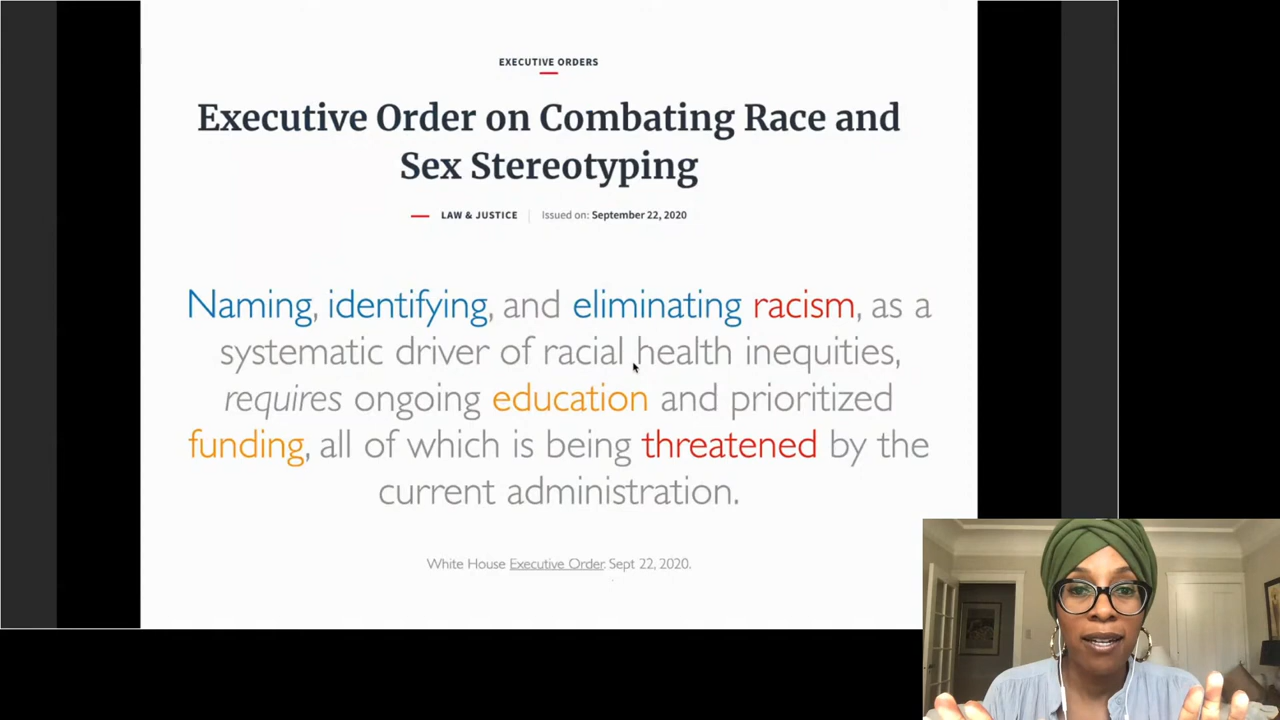 EXECUTIVE ORDERS
Executive Order on Combating Race and
Sex Stereotyping
LAW & JUSTICE Issued on: September 22, 2020
Naming, identifying, and eliminating racism, as a
systematic driver of racial health inequities,
requires ongoing education and prioritized
funding, all of which is being threatened by the
current administration.
White House Executive Order. Sept 22, 2020.